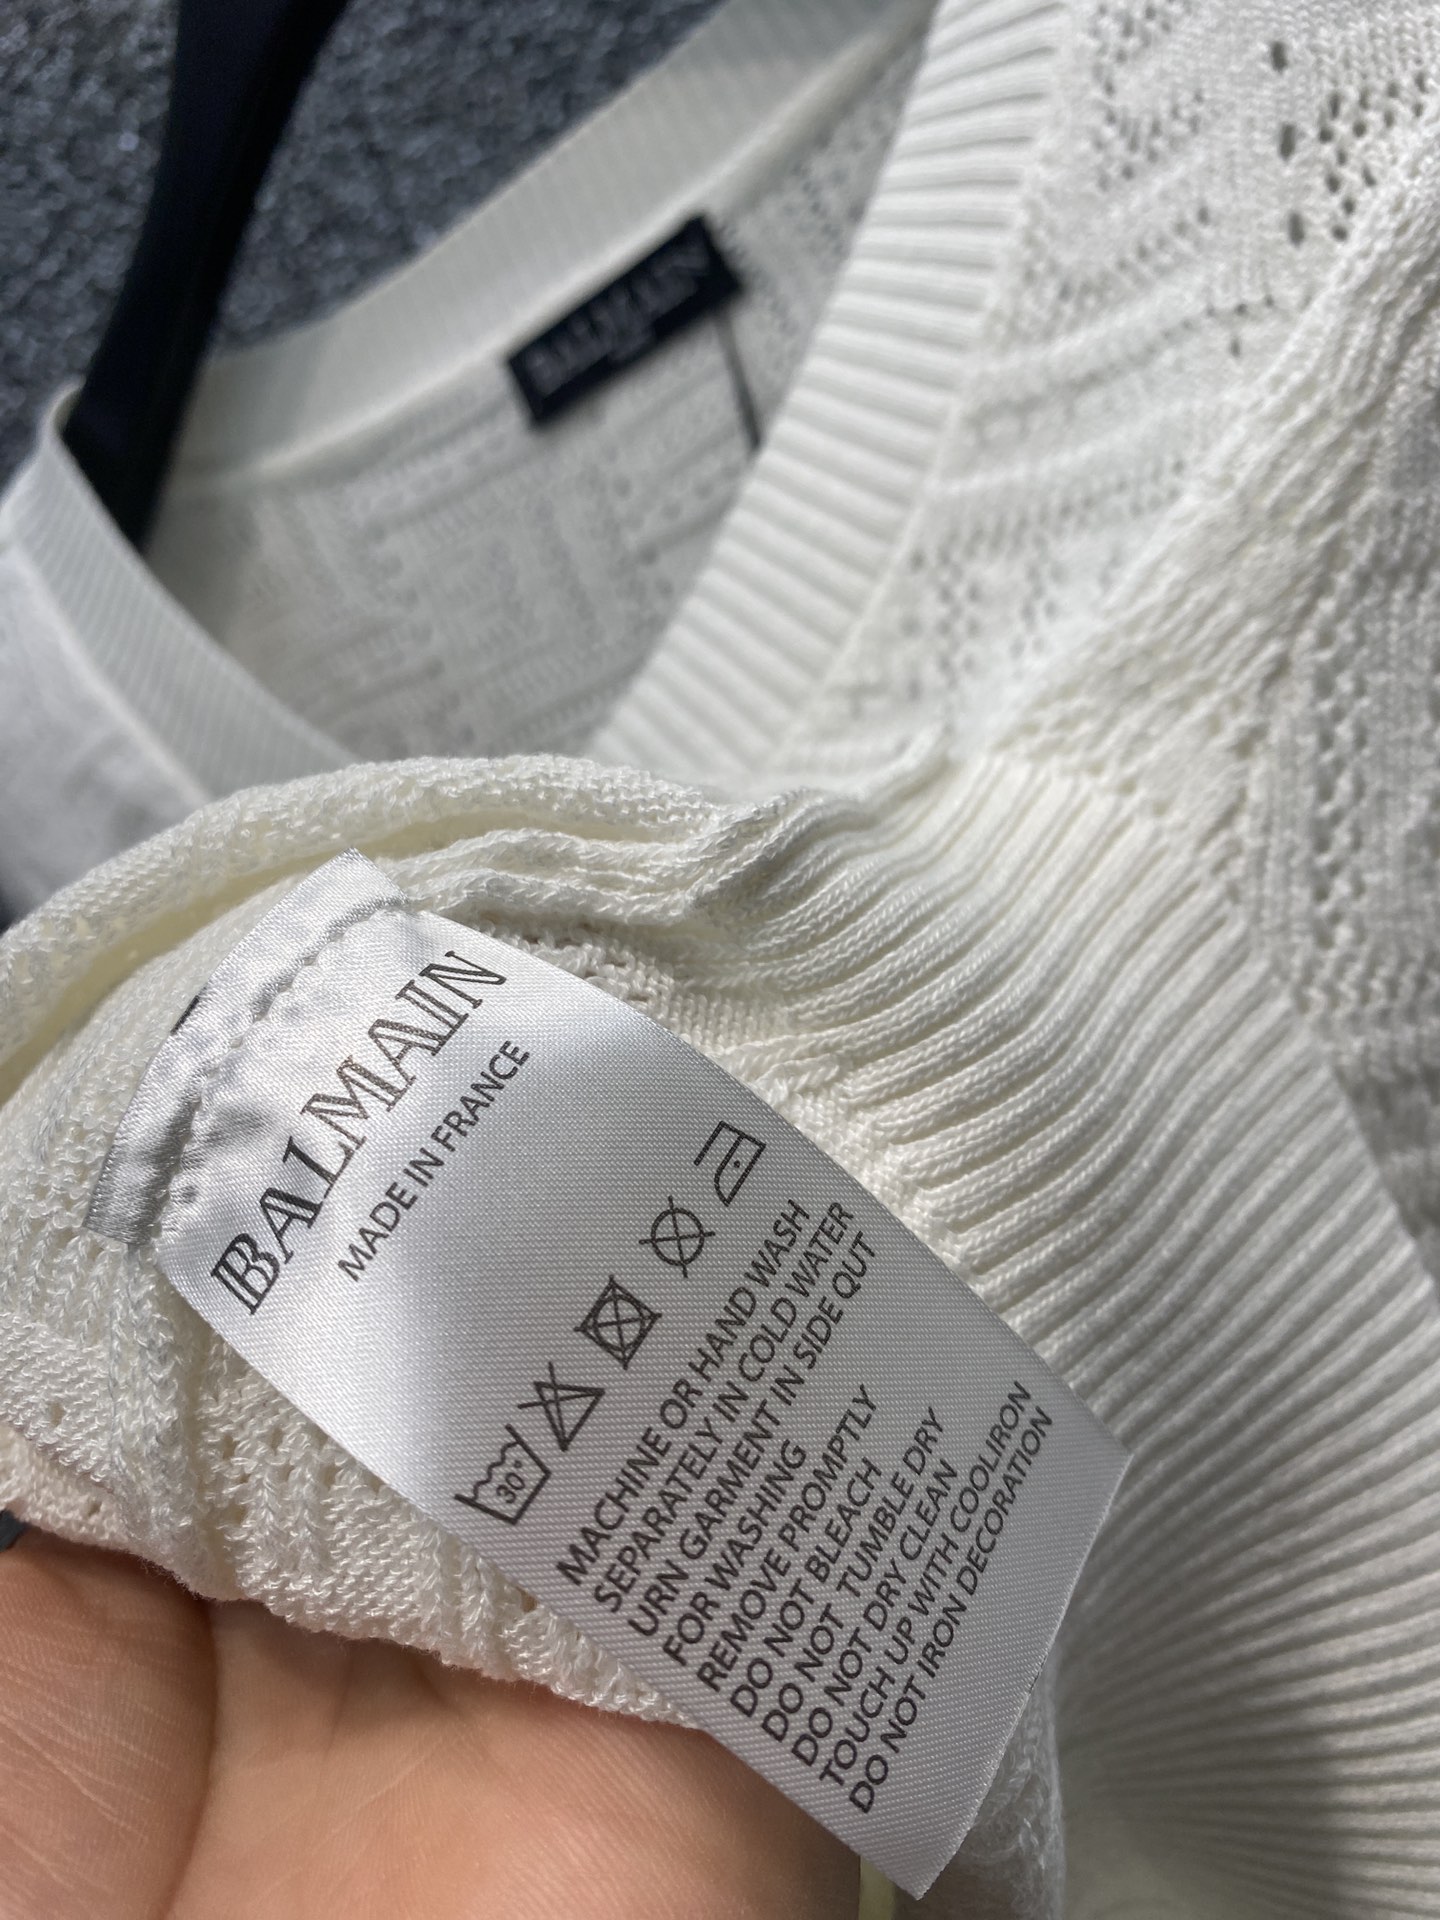 BALMAIN
BALMAIN
MADE IN FRANCE
30°
MACHINE OR HAND WASH
SEPARATELY IN COLD WATER
URN GARMENT IN SIDE QUT
FOR WASHING
REMOVE PROMPTLY
DO NOT BLEACH
DO NOT TUMBLE DRY
DO NOT DRY CLEAN
TOUCH UP WITH COOLIRON
DO NOT IRON DECORATION